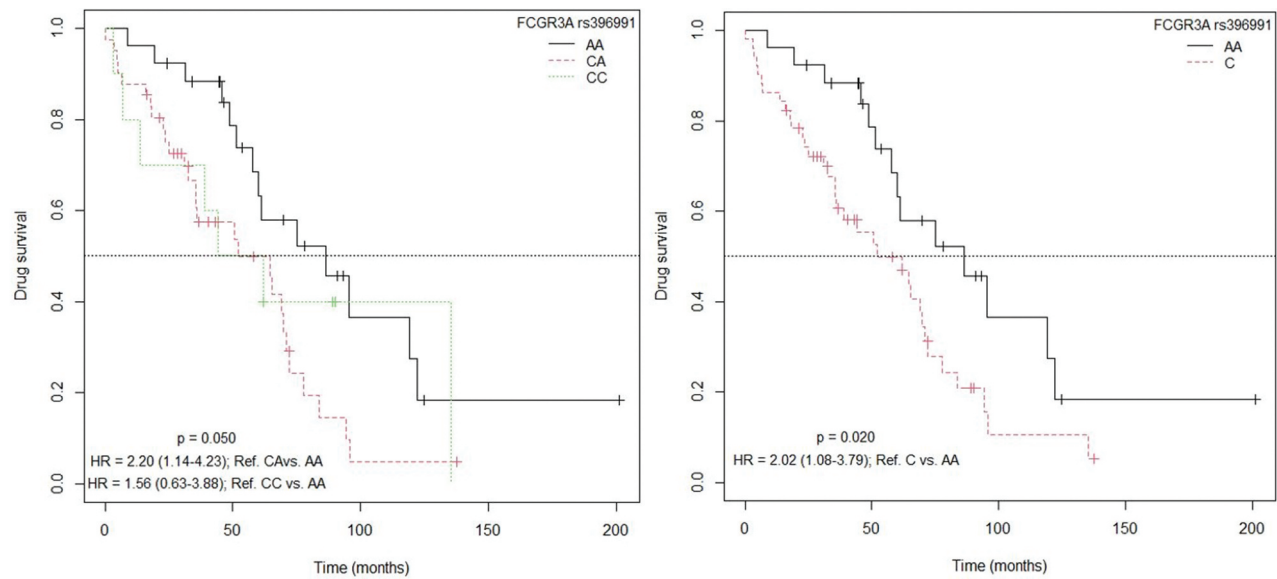 FCGR3A rs396991
AA
CA
CC
Drug survival
1.0
0.8
0.6
0.4
0.2
0.0
p = 0.050
HR = 2.20 (1.14-4.23); Ref. CAvs. AA
HR = 1.56 (0.63-3.88); Ref. CC vs. AA
0 50 100 150 200
Time (months)
FCGR3A rs396991
AA
C
Drug survival
1.0
0.8
0.6
0.4
0.2
0.0
p = 0.020
HR = 2.02 (1.08-3.79); Ref. C vs. AA
0 50 100 150 200
Time (months)